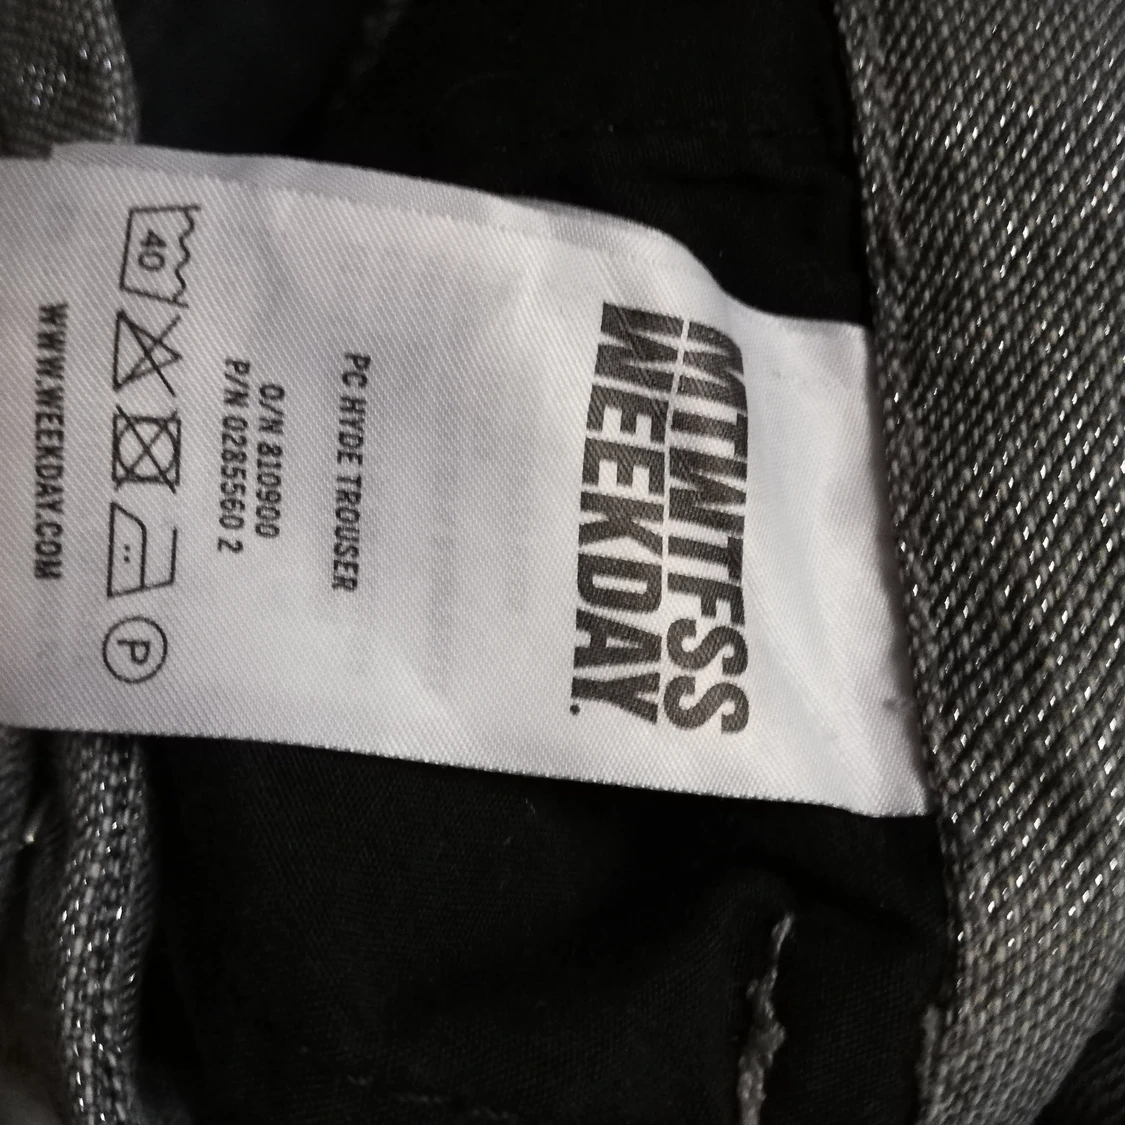 MTWTFSS
WEEKDAY.
PC HYDE TROUSER
O/N 810900
P/N 0285560 2
40
P
WWW.WEEKDAY.COM